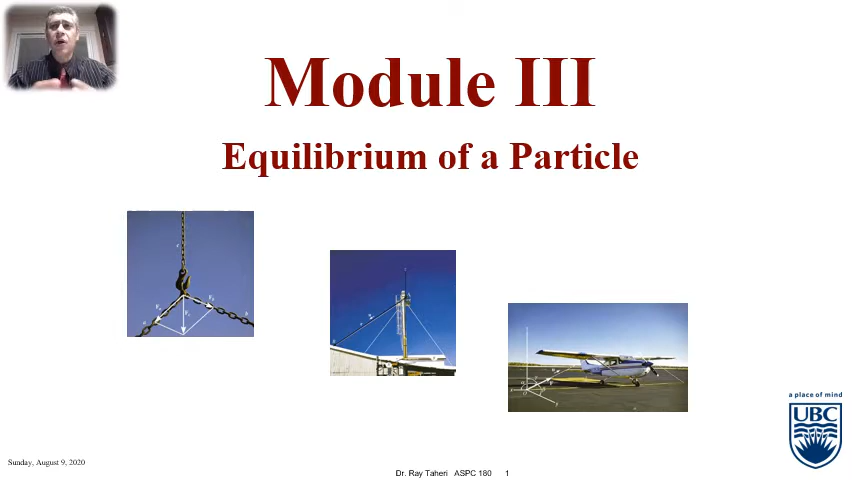 Module III
Equilibrium of a Particle
a place of mind
UBC
Sunday, August 9, 2020
Dr. Ray Taheri ASPC 180 1